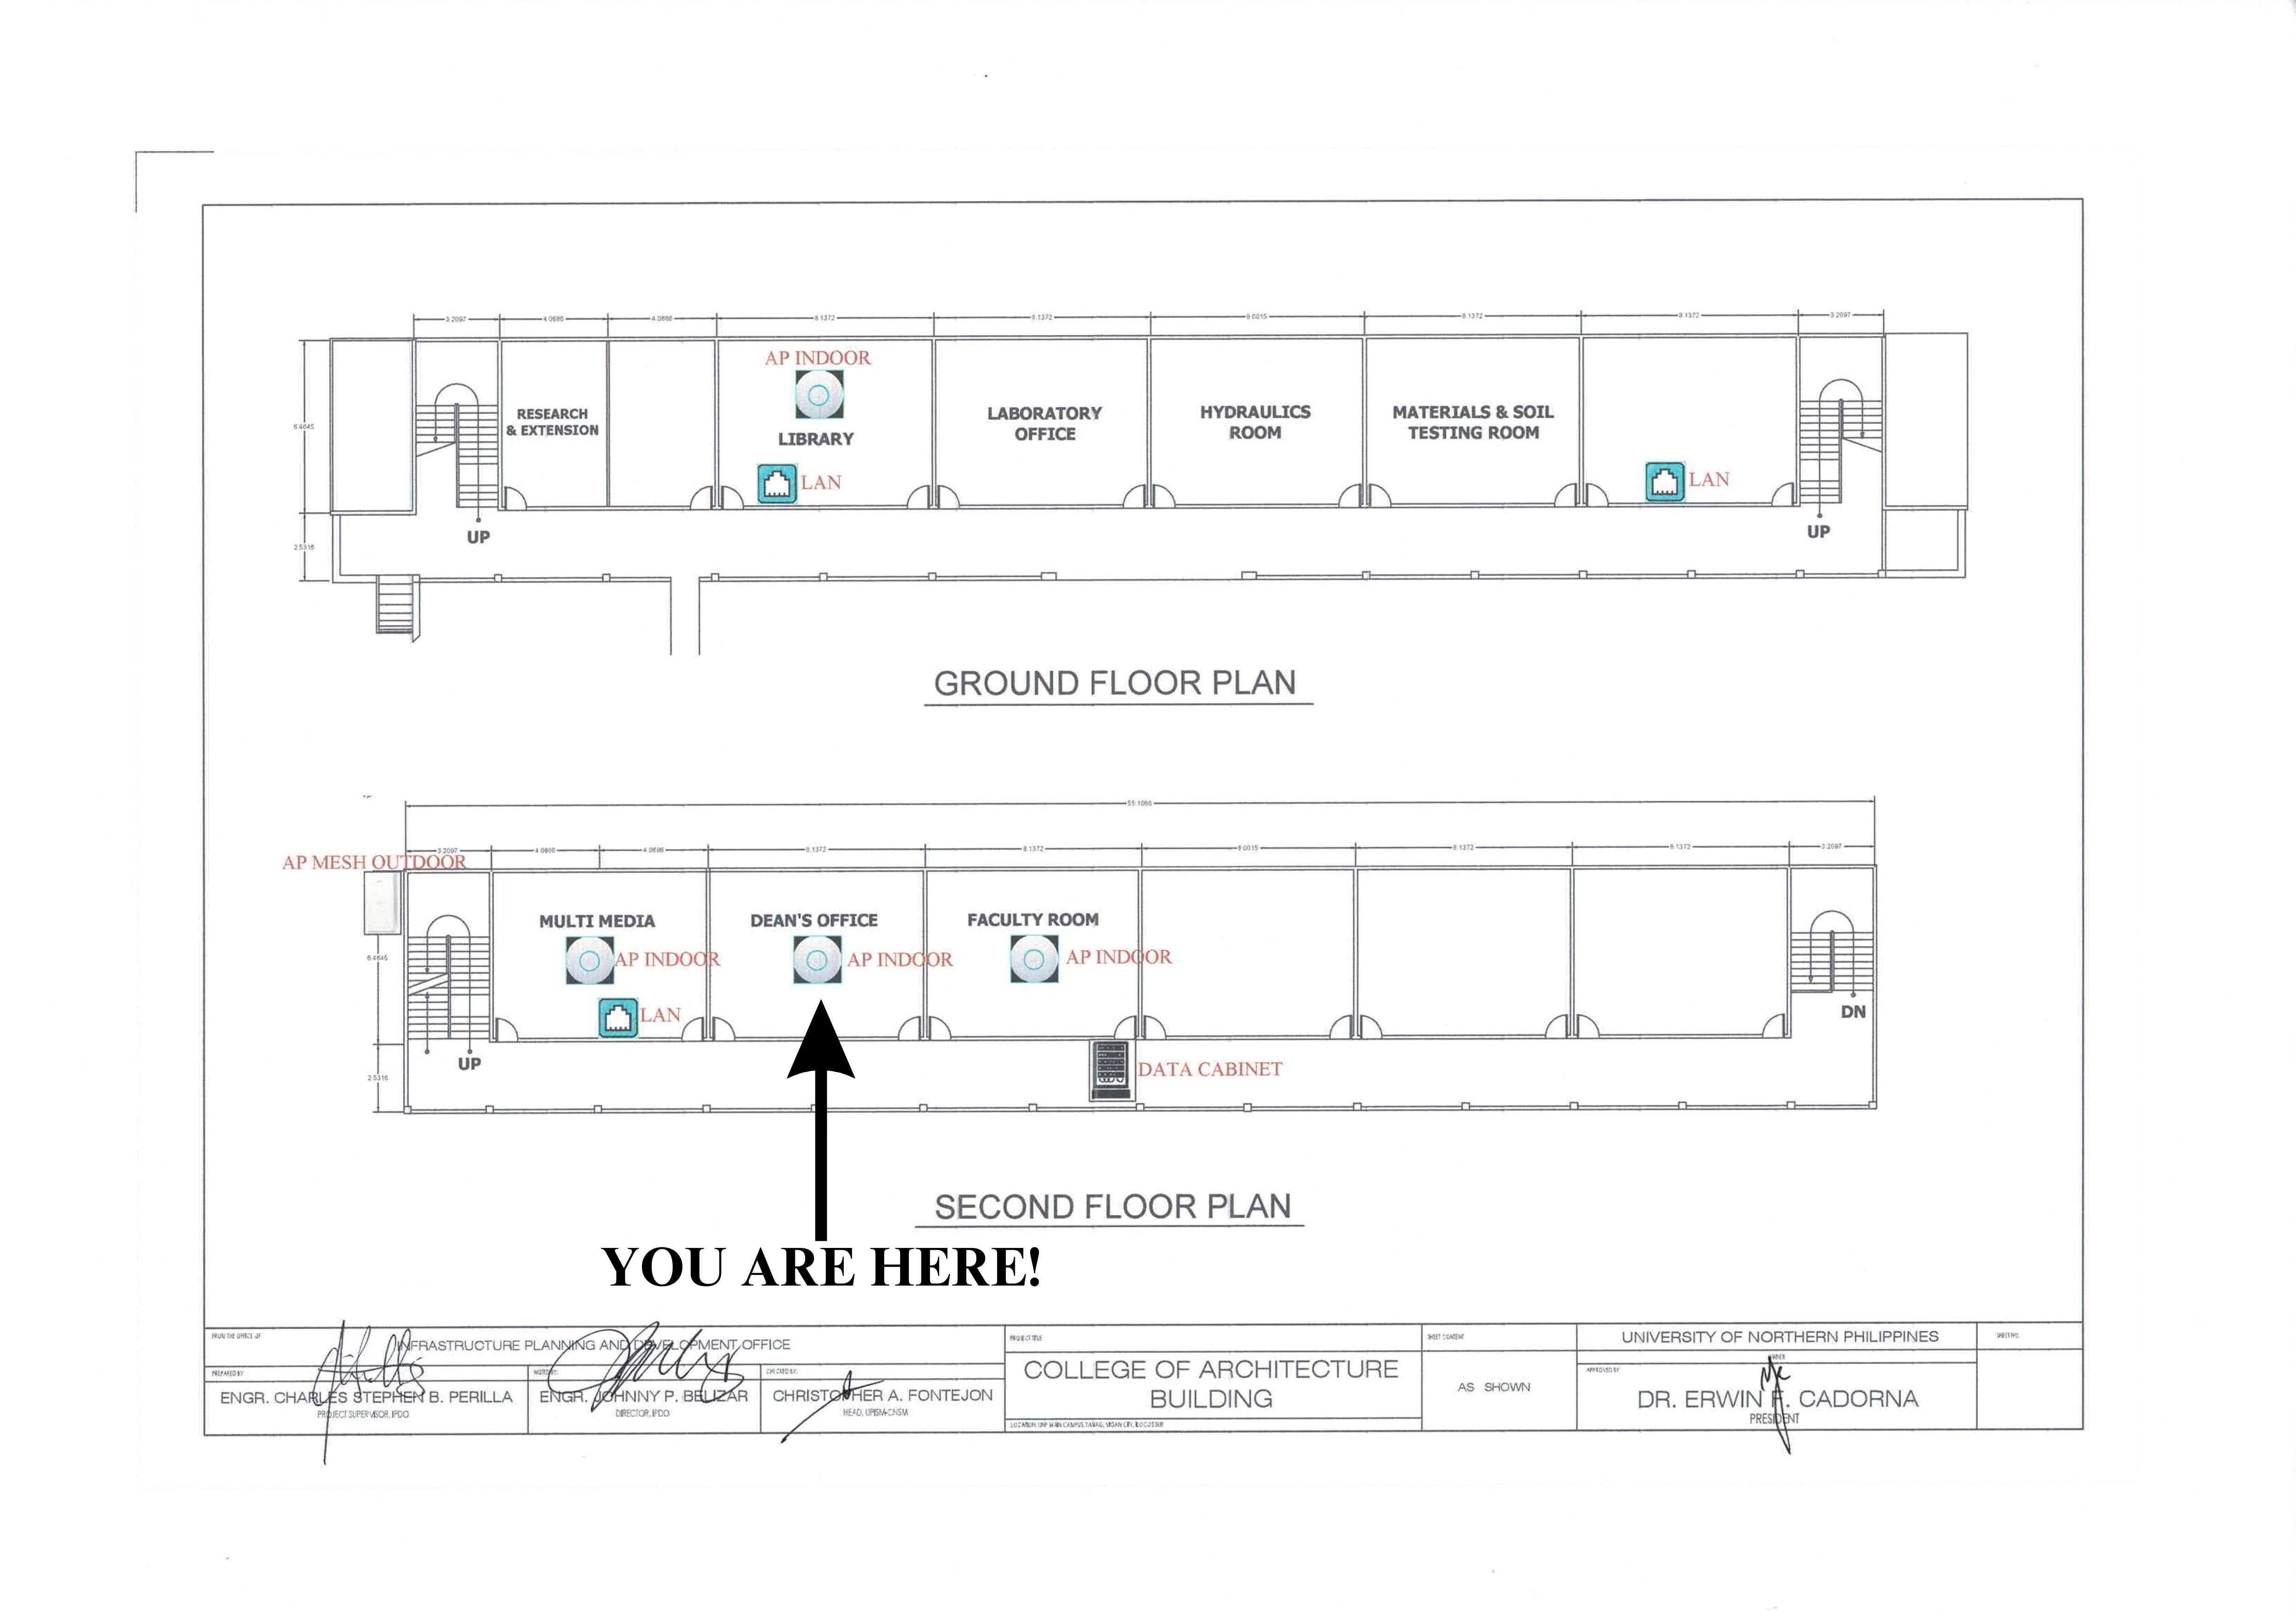 3.2097
4.0686
4.0686
8.1372
8.1372
8.0015
8.1372
8.1372
3.2097
6.4645
2.5316
AP INDOOR
RESEARCH
& EXTENSION
LIBRARY
LAN
LABORATORY
OFFICE
HYDRAULICS
ROOM
MATERIALS & SOIL
TESTING ROOM
LAN
UP
UP
GROUND FLOOR PLAN
55.1000
AP MESH OUTDOOR
3.2097
4.0686
4.0686
8.1372
8.1372
8.0015
8.1372
8.1372
3.2097
6.4645
2.5316
MULTI MEDIA
AP INDOOR
LAN
DEAN'S OFFICE
AP INDOOR
FACULTY ROOM
AP INDOOR
UP
DN
DATA CABINET
SECOND FLOOR PLAN
YOU ARE HERE!
FROM THE OFFICE OF
INFRASTRUCTURE PLANNING AND DEVELOPMENT OFFICE
PREPARED BY:
ENGR. CHARLES STEPHEN B. PERILLA
PROJECT SUPERVISOR, IPDO
NOTED BY:
ENGR. JOHNNY P. BELIZAR
DIRECTOR, IPDO
CHECKED BY:
CHRISTOPHER A. FONTEJON
HEAD, UPISM-CNSM
PROJECT TITLE
COLLEGE OF ARCHITECTURE
BUILDING
LOCATION: UNP MAIN CAMPUS, TAMAG, VIGAN CITY, ILOCOS SUR
SHEET CONTENT
AS SHOWN
UNIVERSITY OF NORTHERN PHILIPPINES
OWNER
APPROVED BY
DR. ERWIN F. CADORNA
PRESIDENT
SHEET NO.